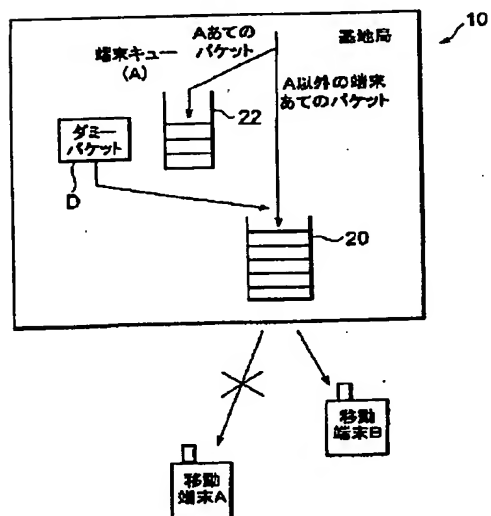 Aあての
パケット
基地局
10
端末キュー
(A)
22
A以外の端末
あてのパケット
ダミー
パケット
D
20
移動
端末B
移動
端末A